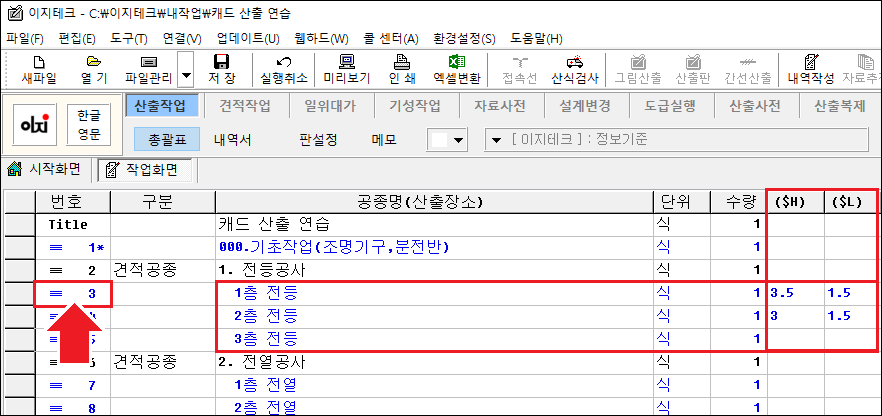 이지테크 - C:₩이지테크₩내작업₩캐드 산출 연습
파일(F) 편집(E) 도구(T) 연결(V) 업데이트(U) 웹하드(W) 콜 센터(A) 환경설정(S) 도움말(H)
새파일 열 기 파일관리 저 장 실행취소 미리보기 인 쇄 엑셀변환 접속선 산식검사 그림산출 산출판 간선산출 내역작성 자료추
한글
영문
산출작업 견적작업 일위대가 기성작업 자료사전 설계변경 도급실행 산출사전 산출복제
총괄표 내역서 판설정 메모 [ 이지테크 ] : 정보기준
시작화면 작업화면
번호 구분 공종명(산출장소) 단위 수량 ($H) ($L)
Title 캐드 산출 연습 식 1
1* 000.기초작업(조명기구,분전반) 식 1
2 견적공종 1. 전등공사 식 1
3 1층 전등 식 1 3.5 1.5
2층 전등 식 1 3 1.5
3층 전등 식 1
견적공종 2. 전열공사 식 1
7 1층 전열 식 1
8 2층 전열 식 1